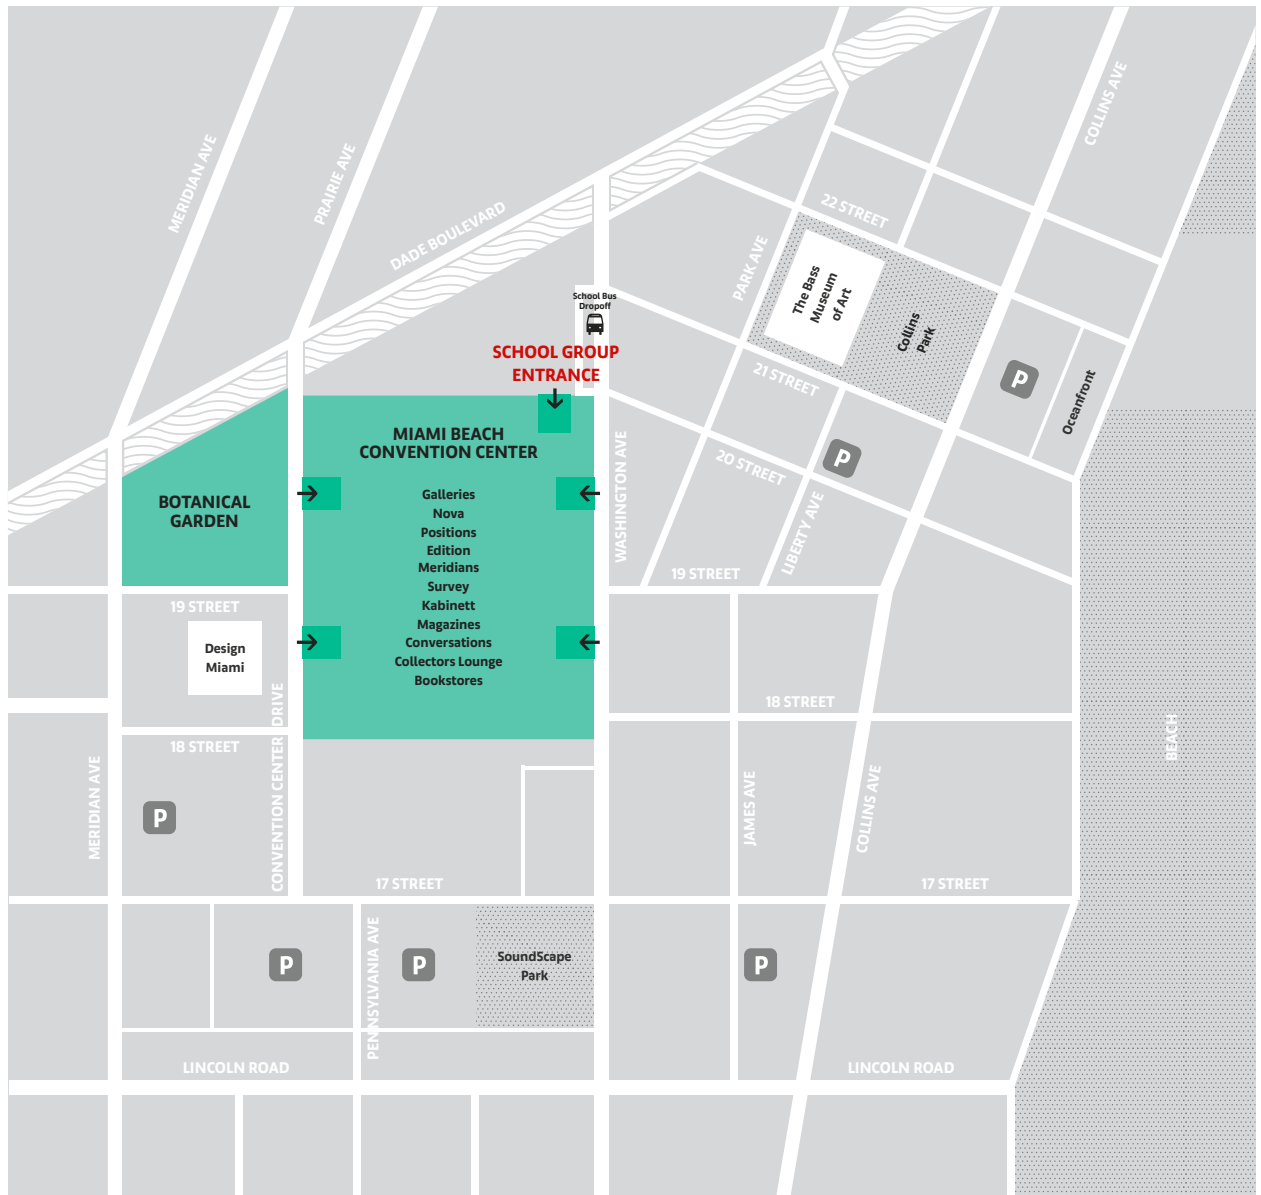 COLLINS AVE
MERIDIAN AVE
PRAIRIE AVE
DADE BOULEVARD
22 STREET
PARK AVE
The Bass
Museum
of Art
Collins
Park
School Bus
Dropoff
SCHOOL GROUP
ENTRANCE
21 STREET
P
Oceanfront
MIAMI BEACH
CONVENTION CENTER
WASHINGTON AVE
20 STREET
P
LIBERTY AVE
BOTANICAL
GARDEN
Galleries
Nova
Positions
Edition
Meridians
Survey
Kabinett
Magazines
Conversations
Collectors Lounge
Bookstores
19 STREET
19 STREET
Design
Miami
CONVENTION CENTER DRIVE
18 STREET
18 STREET
BEACH
MERIDIAN AVE
P
JAMES AVE
COLLINS AVE
17 STREET
17 STREET
P
PENNSYLVANIA AVE
P
SoundScape
Park
P
LINCOLN ROAD
LINCOLN ROAD